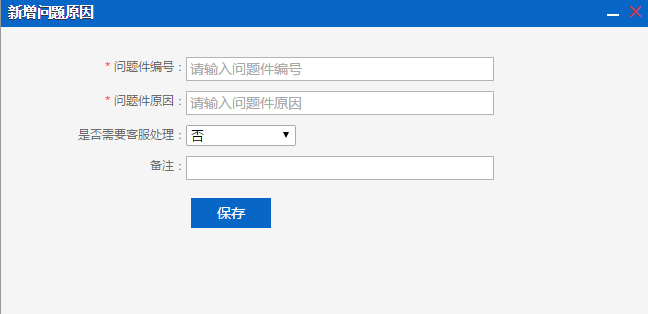 新增问题原因
* 问题件编号： 请输入问题件编号
* 问题件原因： 请输入问题件原因
是否需要客服处理： 否
备注：
保存